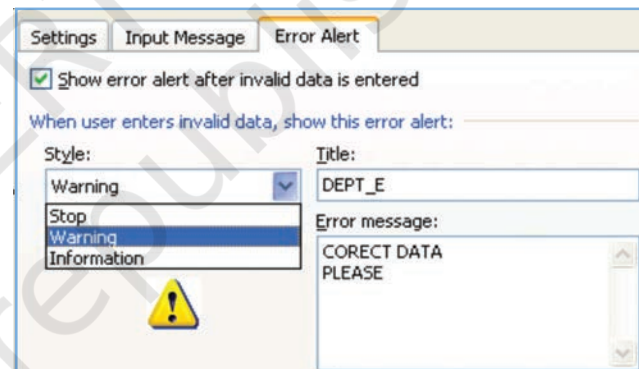 Settings Input Message Error Alert
Show error alert after invalid data is entered
When user enters invalid data, show this error alert:
Style: Title:
Warning DEPT_E
Stop Error message:
Warning CORECT DATA
Information PLEASE